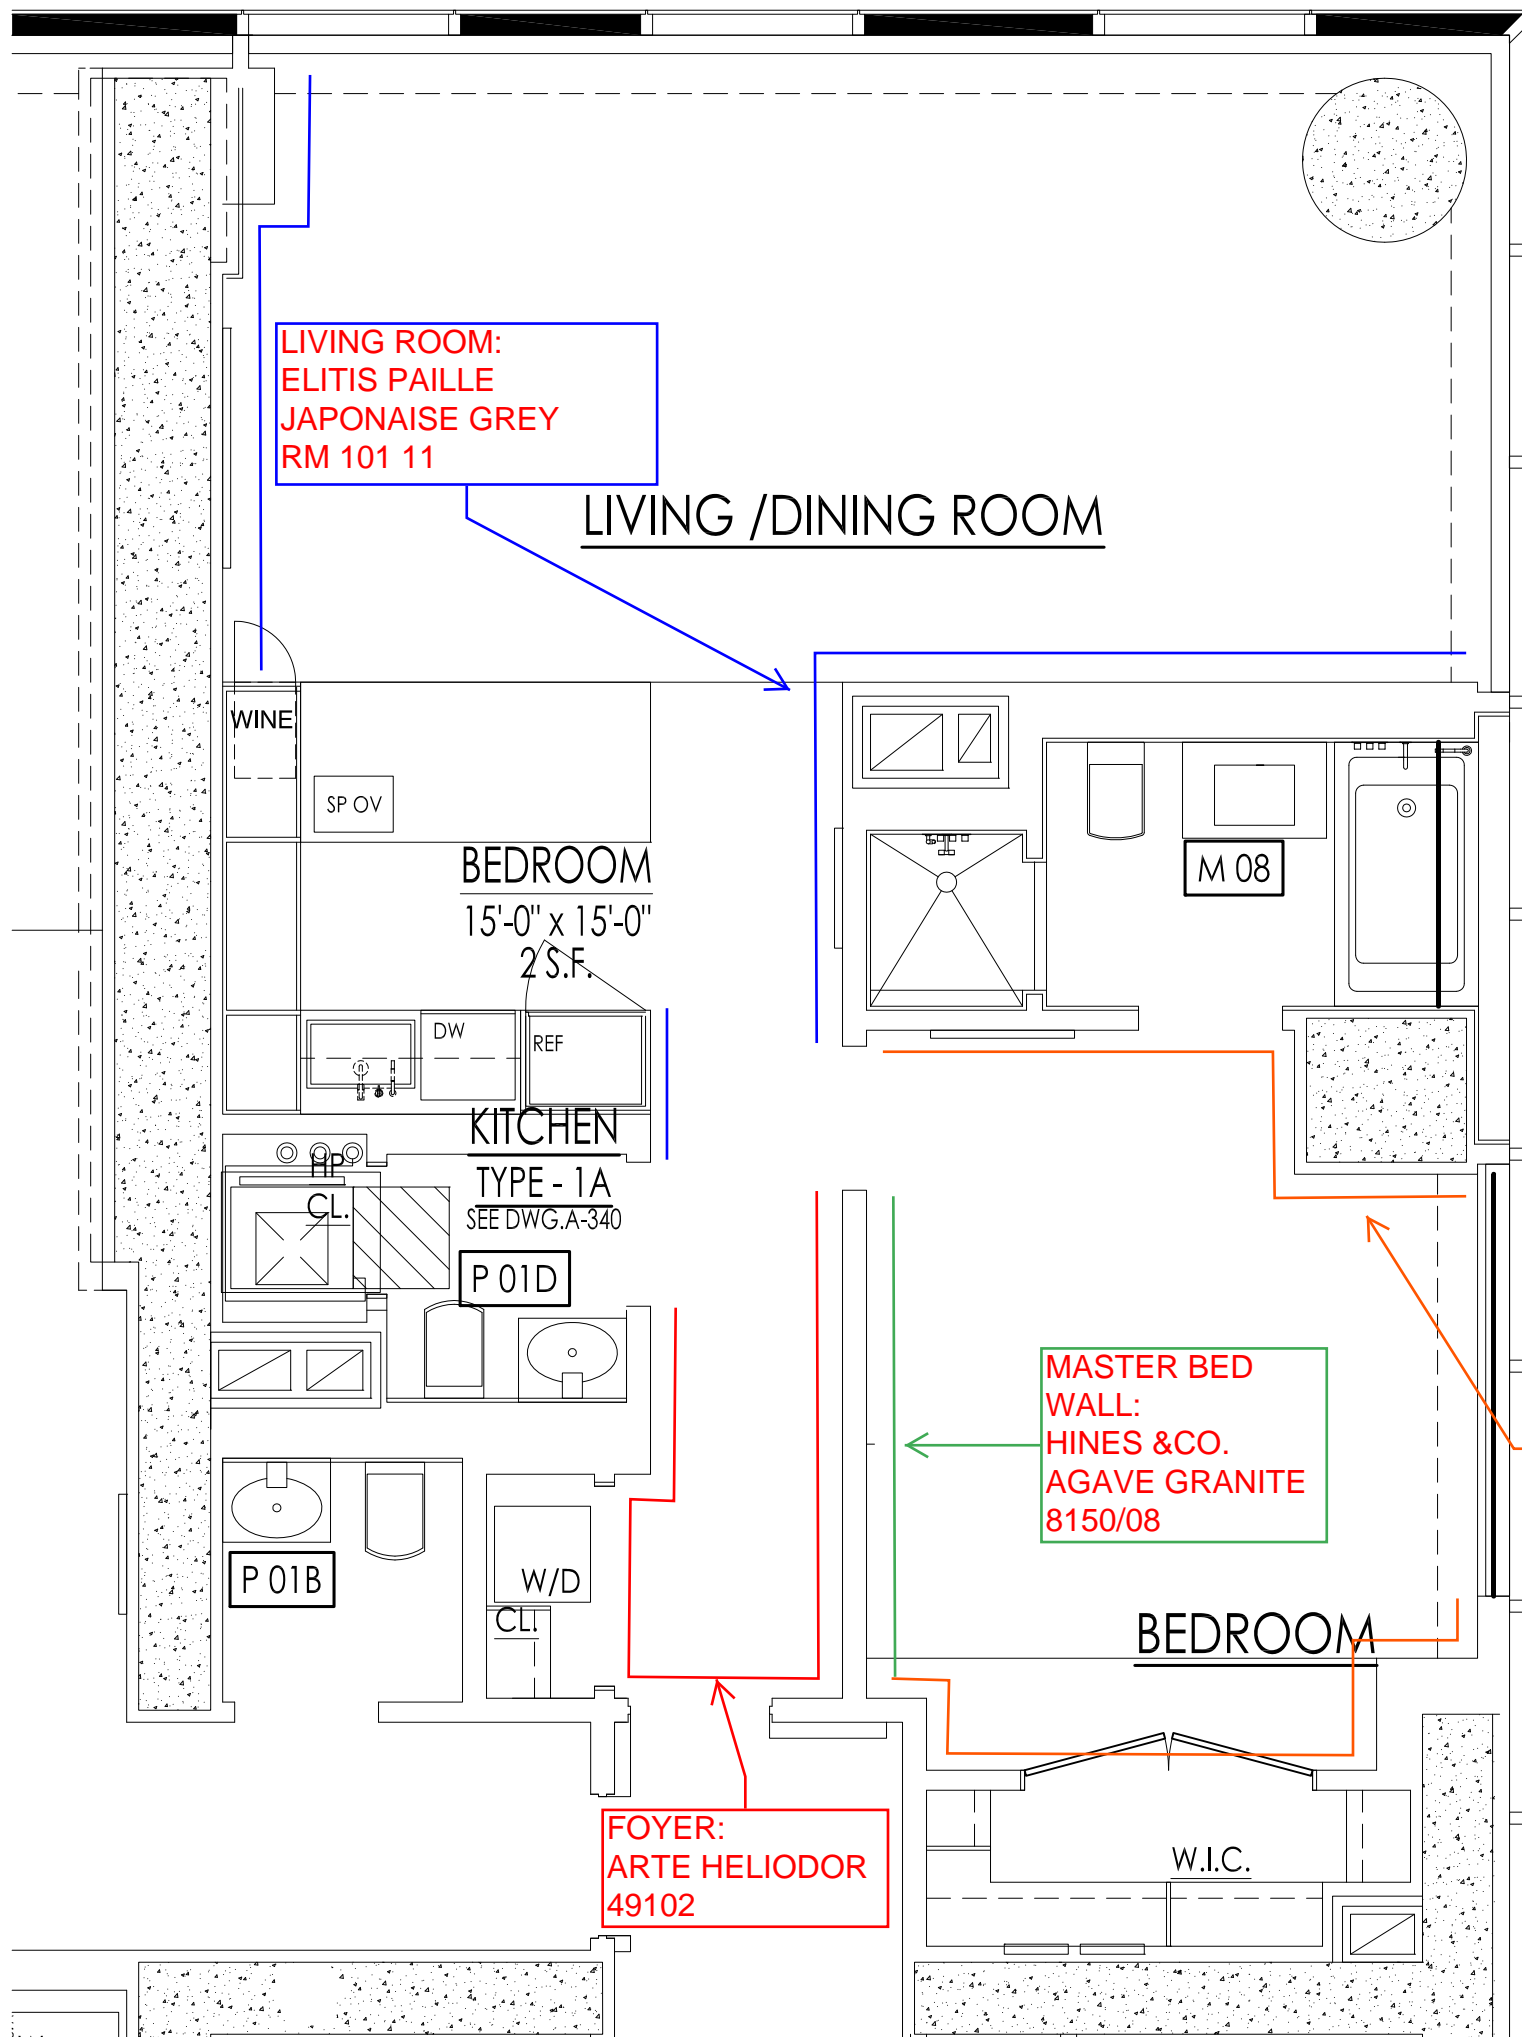 LIVING ROOM:
ELITIS PAILLE
JAPONAISE GREY
RM 101 11
LIVING /DINING ROOM
WINE
SP OV
BEDROOM
15'-0" x 15'-0"
2 S.F.
M 08
DW
REF
KITCHEN
TYPE - 1A
SEE DWG.A-340
HP
CL.
P 01D
MASTER BED
WALL:
HINES &CO.
AGAVE GRANITE
8150/08
P 01B
W/D
CL.
BEDROOM
FOYER:
ARTE HELIODOR
49102
W.I.C.